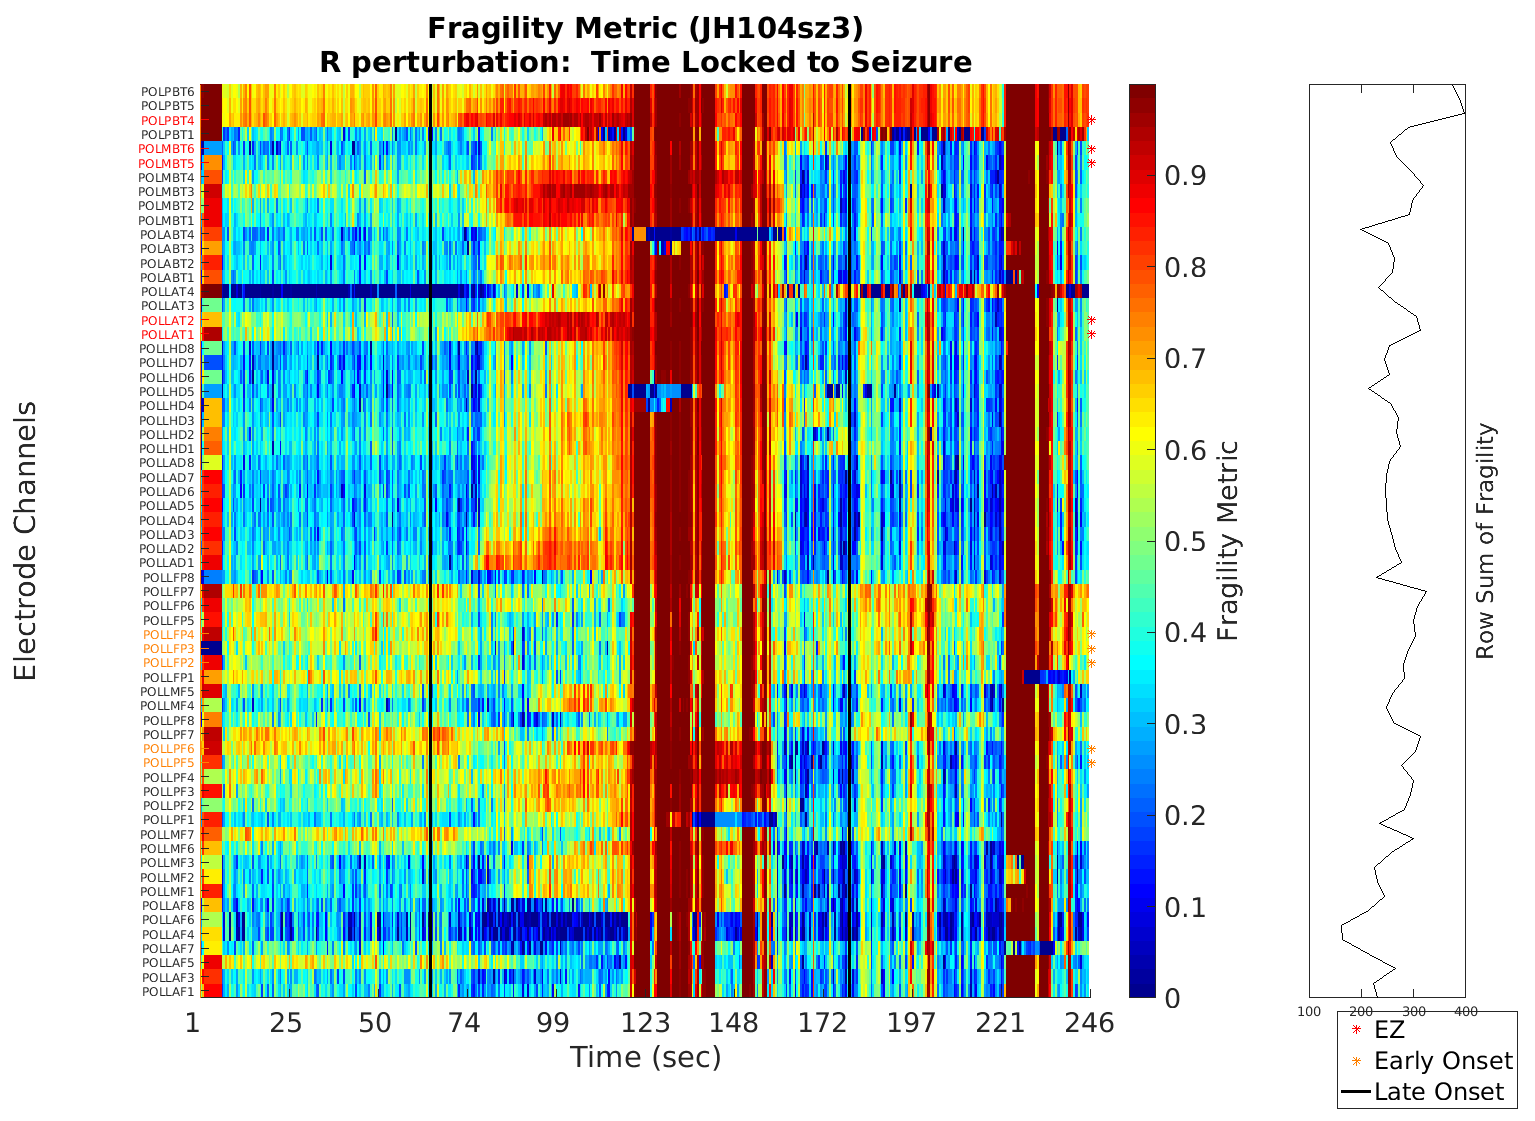 Fragility Metric (JH104sz3)
R perturbation:  Time Locked to Seizure
Electrode Channels
POLPBT6
POLPBT5
POLPBT4
POLPBT1
POLMBT6
POLMBT5
POLMBT4
POLMBT3
POLMBT2
POLMBT1
POLABT4
POLABT3
POLABT2
POLABT1
POLLAT4
POLLAT3
POLLAT2
POLLAT1
POLLHD8
POLLHD7
POLLHD6
POLLHD5
POLLHD4
POLLHD3
POLLHD2
POLLHD1
POLLAD8
POLLAD7
POLLAD6
POLLAD5
POLLAD4
POLLAD3
POLLAD2
POLLAD1
POLLFP8
POLLFP7
POLLFP6
POLLFP5
POLLFP4
POLLFP3
POLLFP2
POLLFP1
POLLMF5
POLLMF4
POLLPF8
POLLPF7
POLLPF6
POLLPF5
POLLPF4
POLLPF3
POLLPF2
POLLPF1
POLLMF7
POLLMF6
POLLMF3
POLLMF2
POLLMF1
POLLAF8
POLLAF6
POLLAF4
POLLAF7
POLLAF5
POLLAF3
POLLAF1
1 25 50 74 99 123 148 172 197 221 246
Time (sec)
0.9
0.8
0.7
0.6
0.5
0.4
0.3
0.2
0.1
0
Fragility Metric
100 200 300 400
Row Sum of Fragility
EZ
Early Onset
Late Onset